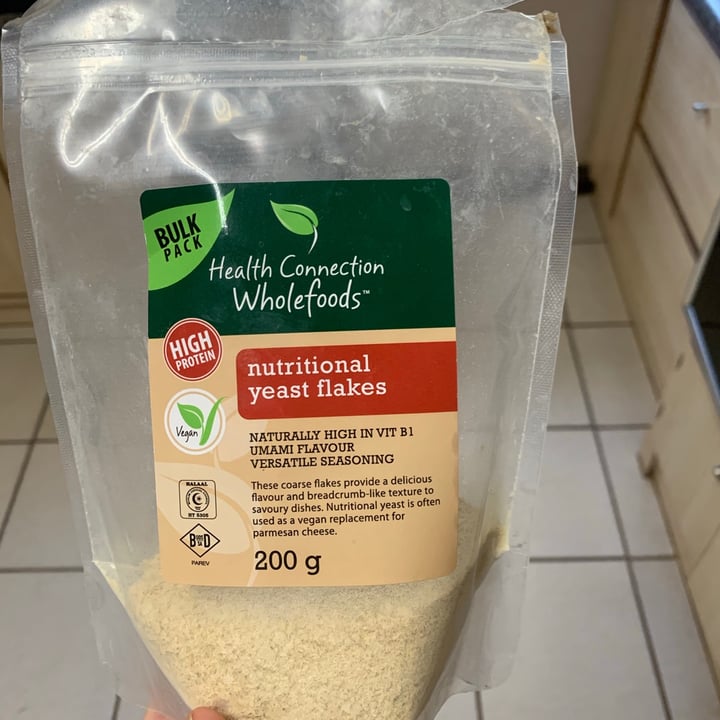 BULK
PACK
Health Connection
Wholefoods™
HIGH
PROTEIN
nutritional
yeast flakes
Vegan
NATURALLY HIGH IN VIT B1
UMAMI FLAVOUR
VERSATILE SEASONING
These coarse flakes provide a delicious
flavour and breadcrumb-like texture to
savoury dishes. Nutritional yeast is often
used as a vegan replacement for
parmesan cheese.
HALAAL
B D
PAREV
200 g